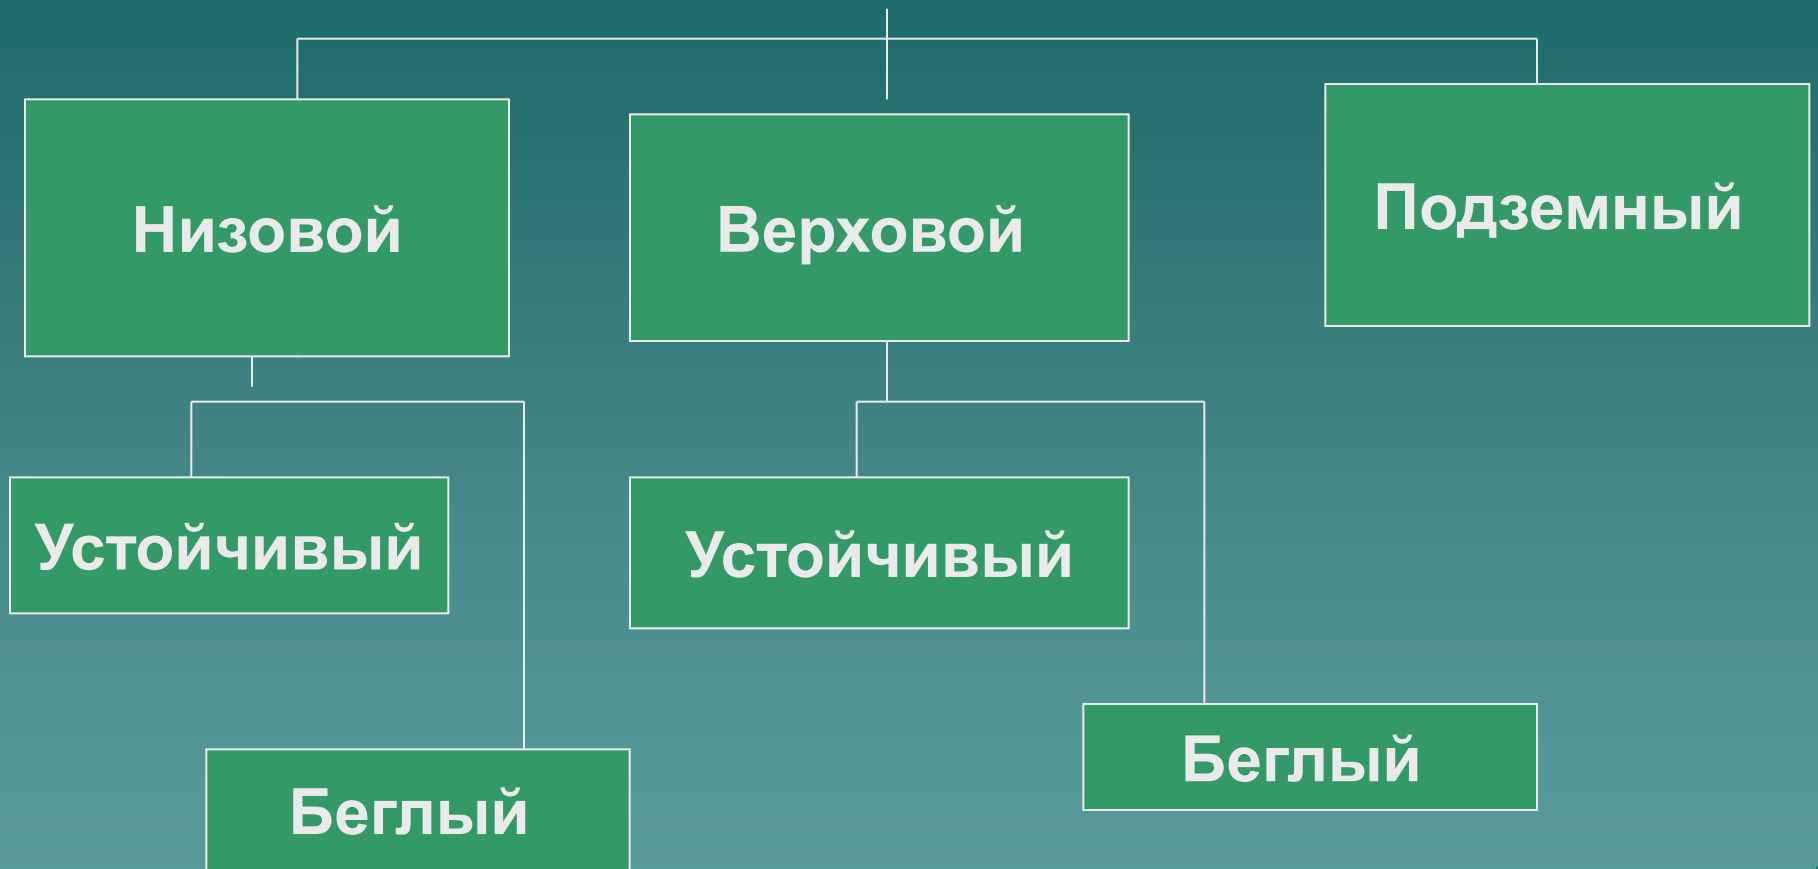 Низовой
Верховой
Подземный
Устойчивый
Устойчивый
Беглый
Беглый